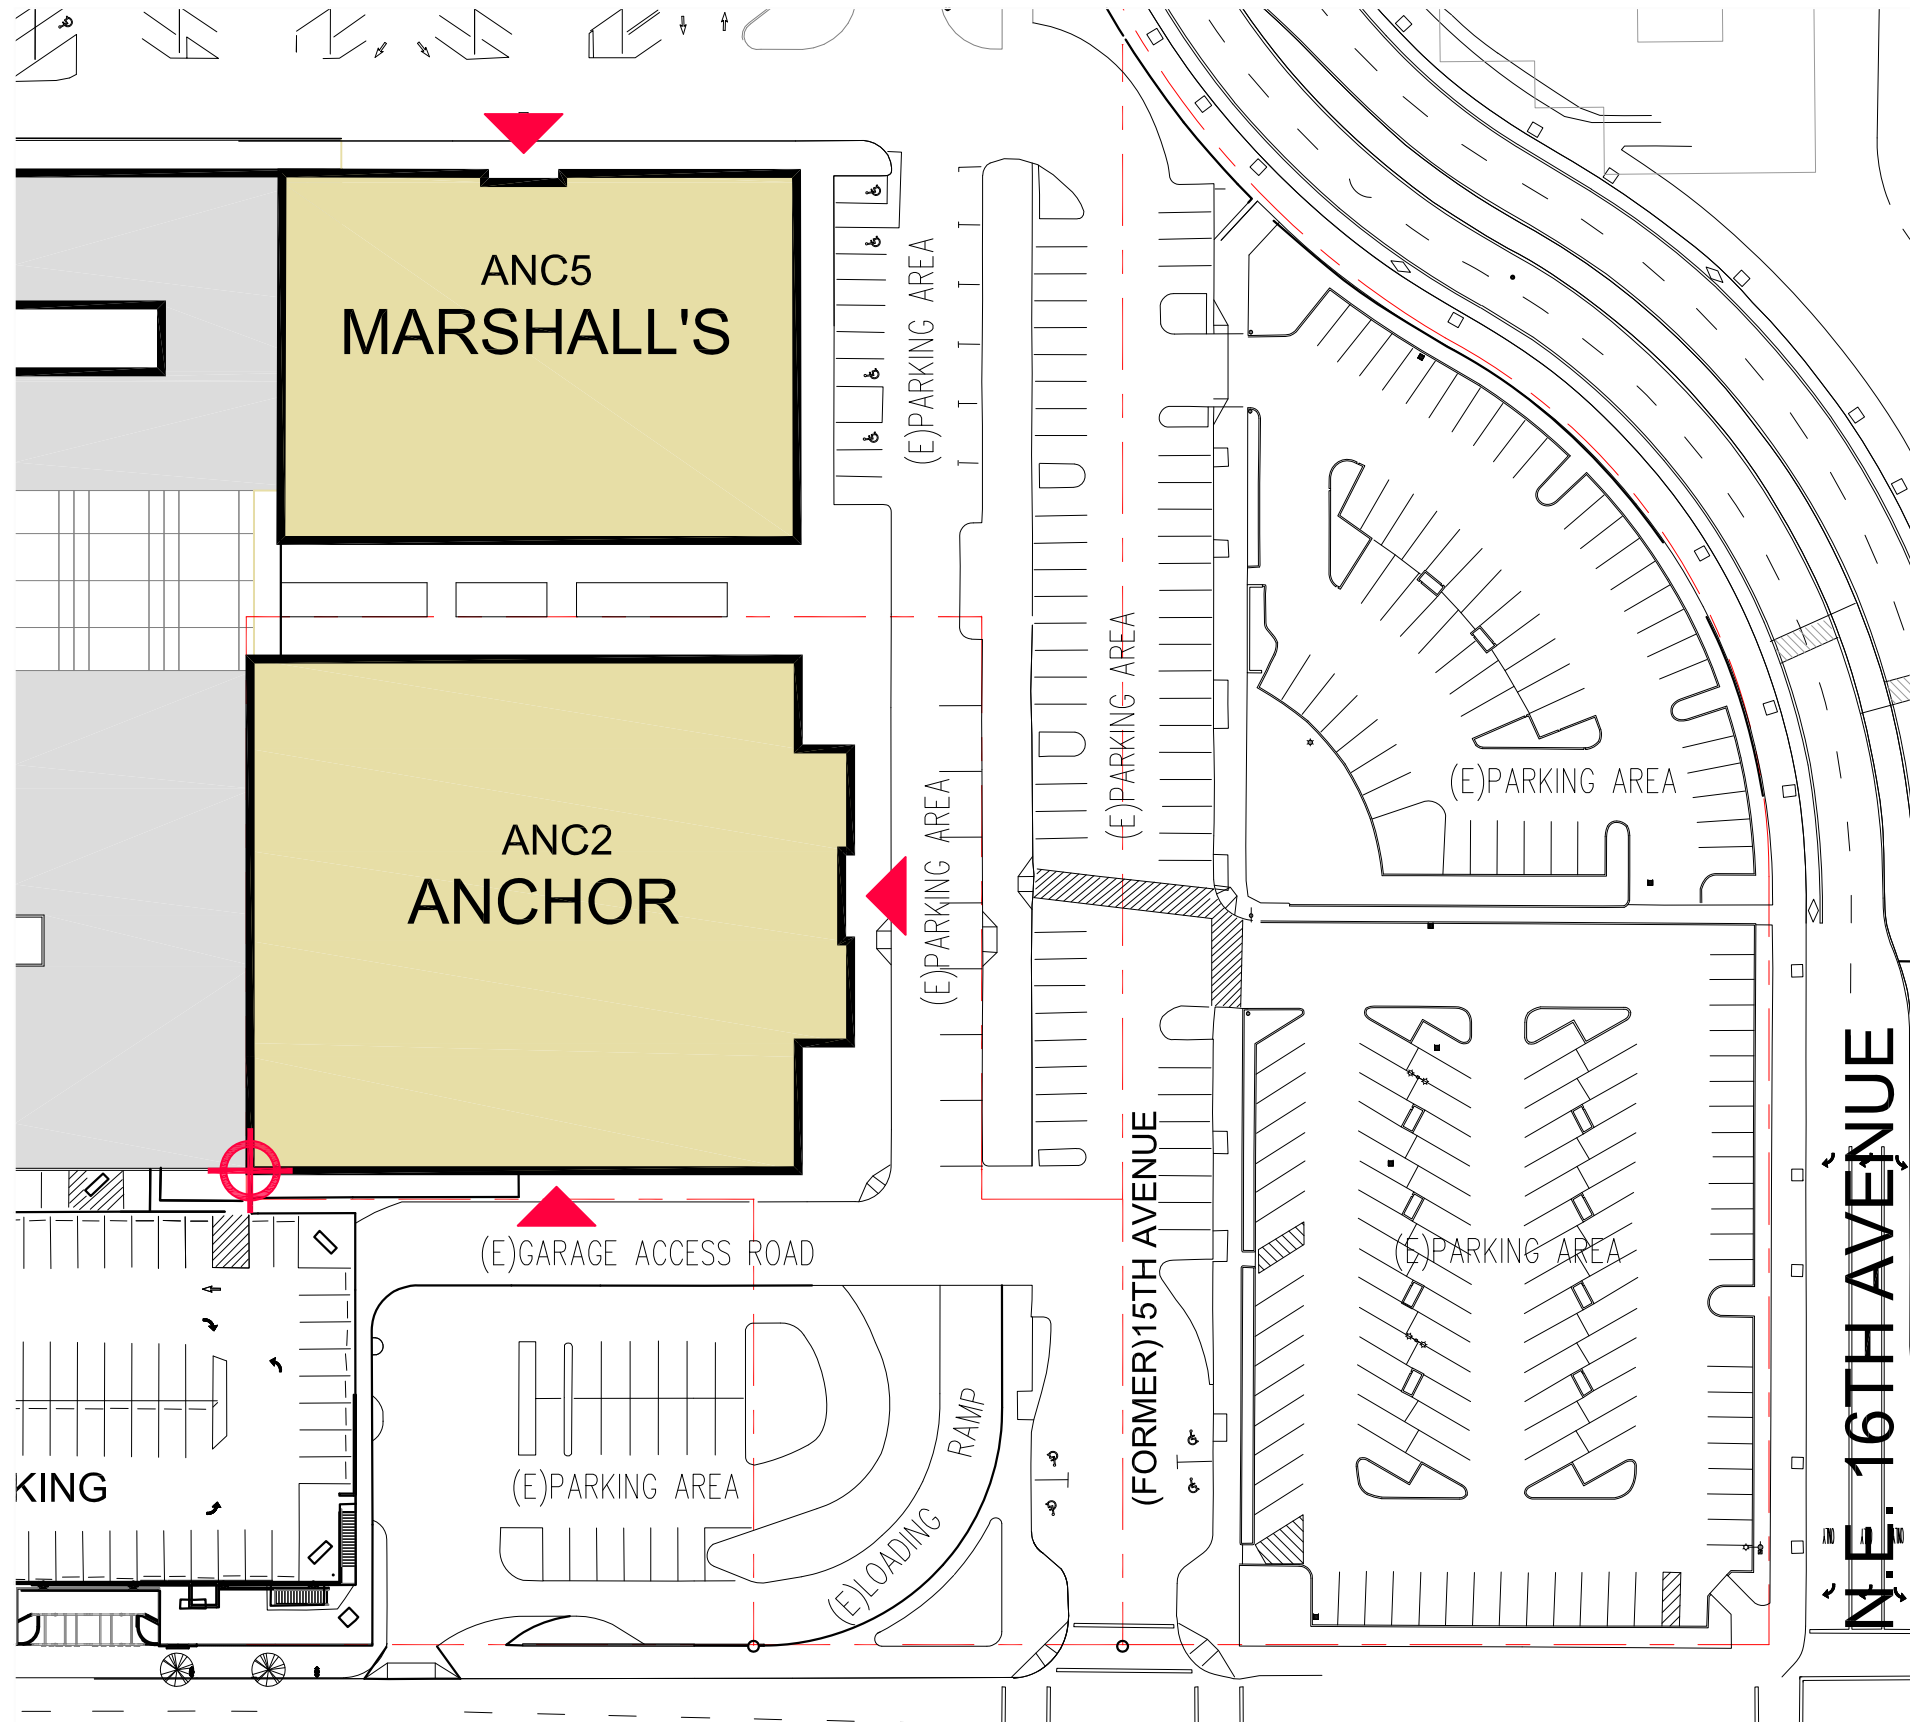 ANC5
MARSHALL'S
(E)PARKING AREA
(E)PARKING AREA
(E)PARKING AREA
ANC2
ANCHOR
(E)PARKING AREA
(E)GARAGE ACCESS ROAD
(FORMER)15TH AVENUE
(E)PARKING AREA
N.E. 16TH AVENUE
KING
(E)PARKING AREA
(E)LOADING RAMP